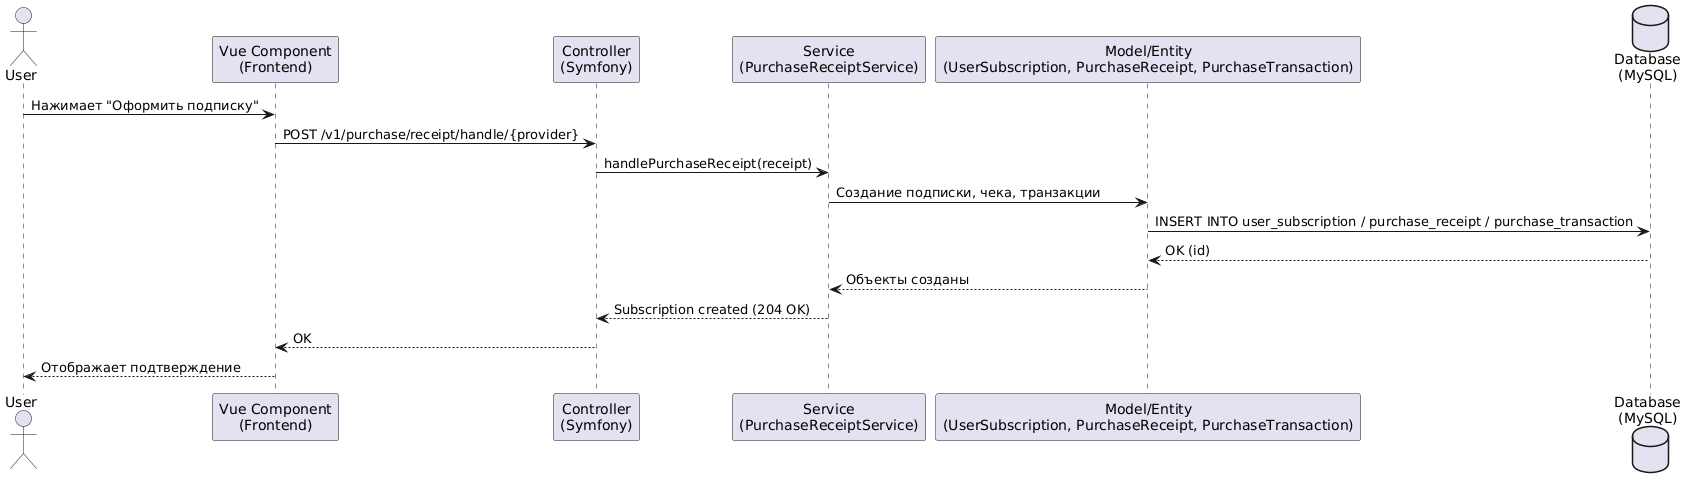 User
Vue Component
(Frontend)
Controller
(Symfony)
Service
(PurchaseReceiptService)
Model/Entity
(UserSubscription, PurchaseReceipt, PurchaseTransaction)
Database
(MySQL)
Нажимает "Оформить подписку"
POST /v1/purchase/receipt/handle/{provider}
handlePurchaseReceipt(receipt)
Создание подписки, чека, транзакции
INSERT INTO user_subscription / purchase_receipt / purchase_transaction
OK (id)
Объекты созданы
Subscription created (204 OK)
OK
Отображает подтверждение
User
Vue Component
(Frontend)
Controller
(Symfony)
Service
(PurchaseReceiptService)
Model/Entity
(UserSubscription, PurchaseReceipt, PurchaseTransaction)
Database
(MySQL)